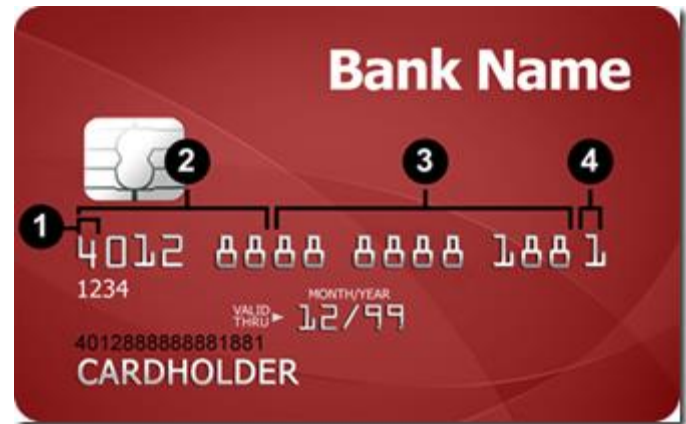 Bank Name
2 3 4
1
4012 8888 8888 1881
1234
MONTH/YEAR
VALID THRU 12/99
4012888888881881
CARDHOLDER